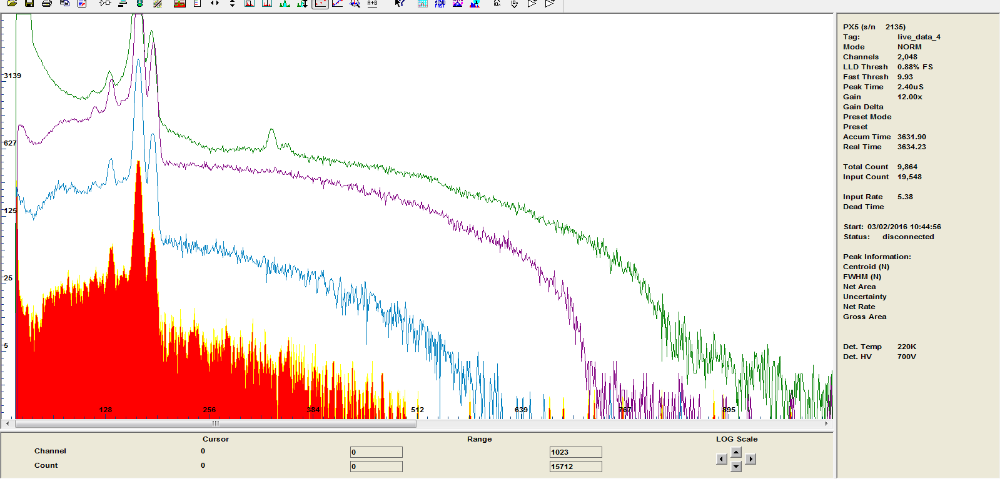 A+B
3139
627
125
25
5
128 256 384 512 639 767 895
PX5 (s/n 2135)
Tag: live_data_4
Mode NORM
Channels 2,048
LLD Thresh 0.88% FS
Fast Thresh 9.93
Peak Time 2.40uS
Gain 12.00x
Gain Delta
Preset Mode
Preset
Accum Time 3631.90
Real Time 3634.23
Total Count 9,864
Input Count 19,548
Input Rate 5.38
Dead Time
Start: 03/02/2016 10:44:56
Status: disconnected
Peak Information:
Centroid (N)
FWHM (N)
Net Area
Uncertainty
Net Rate
Gross Area
Det. Temp 220K
Det. HV 700V
Cursor Range LOG Scale
Channel 0 0 1023
Count 0 0 15712